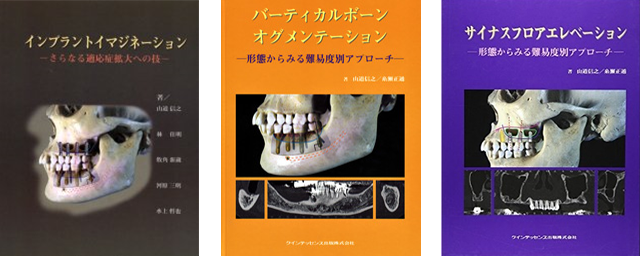 インプラントイマジネーション
―さらなる適応症拡大への技―
著／
山道 信之
林 佳明
牧角 新蔵
河原 三明
水上 哲也
バーティカルボーン
オグメンテーション
―形態からみる難易度別アプローチ―
著 山道信之／糸瀬正通
クインテッセンス出版株式会社
サイナスフロアエレベーション
―形態からみる難易度別アプローチ―
著 山道信之／糸瀬正通
クインテッセンス出版株式会社